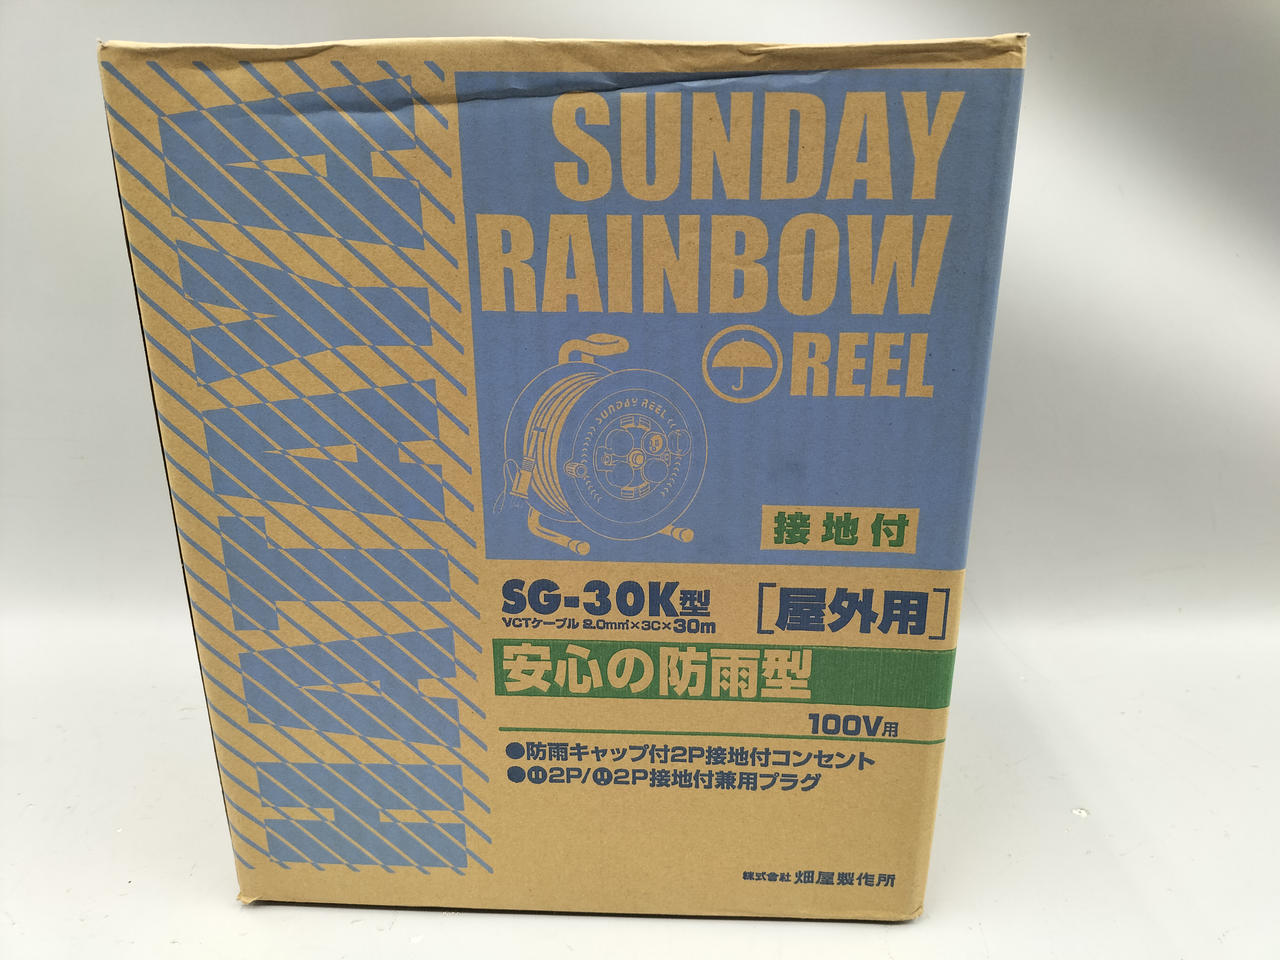 HATAYA
SUNDAY
RAINBOW
REEL
SUNDAY REEL
接地付
SG-30K型
VCTケーブル 2.0mm²×3C×30m
[屋外用]
安心の防雨型
100V用
●防雨キャップ付2P接地付コンセント
●2P/2P接地付兼用プラグ
株式会社 畑屋製作所